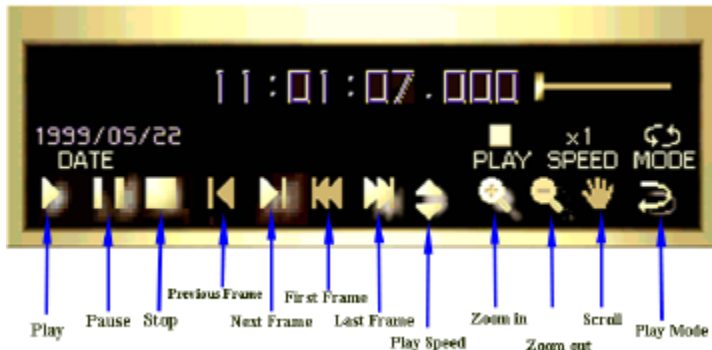 11:01:07.000
1999/05/22
DATE
x1
PLAY SPEED MODE
Previous Frame First Frame
Play Pause Stop Next Frame Last Frame Zoom in Scroll Play Mode
Play Speed Zoom out